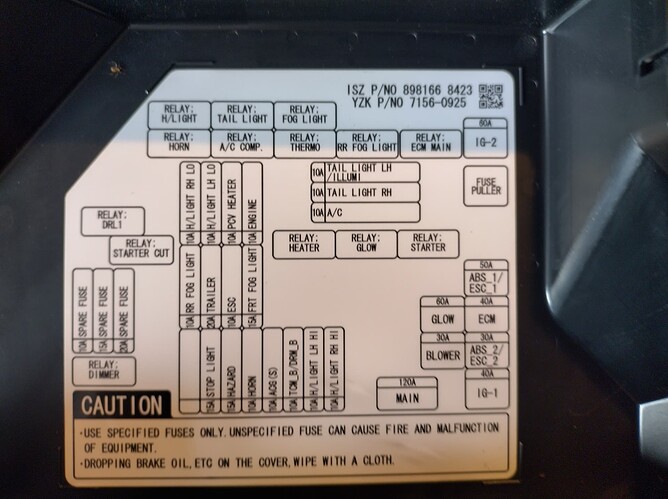 ISZ P/NO 898166 8423
YZK P/NO 7156-0925
RELAY: H/LIGHT
RELAY: TAIL LIGHT
RELAY: FOG LIGHT
RELAY: HORN
RELAY: A/C COMP.
RELAY: THERMO
RELAY: RR FOG LIGHT
RELAY: ECM MAIN
60A
IG-2
10A H/LIGHT RH LO
10A H/LIGHT LH LO
10A PCV HEATER
10A ENGINE
10A TAIL LIGHT LH /ILLUMI
10A TAIL LIGHT RH
10A A/C
FUSE PULLER
RELAY: DRL1
RELAY: STARTER CUT
RELAY: HEATER
RELAY: GLOW
RELAY: STARTER
10A RR FOG LIGHT
20A TRAILER
10A ESC
15A FRT FOG LIGHT
10A SPARE FUSE
15A SPARE FUSE
20A SPARE FUSE
50A
ABS_1/ ESC_1
60A
GLOW
40A
ECM
30A
BLOWER
30A
ABS_2/ ESC_2
RELAY: DIMMER
15A STOP LIGHT
15A HAZARD
10A HORN
10A ACG(S)
10A TCM_B/DRM_B
10A H/LIGHT LH HI
10A H/LIGHT RH HI
120A
MAIN
40A
IG-1
CAUTION
·USE SPECIFIED FUSES ONLY. UNSPECIFIED FUSE CAN CAUSE FIRE AND MALFUNCTION
OF EQUIPMENT.
·DROPPING BRAKE OIL, ETC ON THE COVER, WIPE WITH A CLOTH.